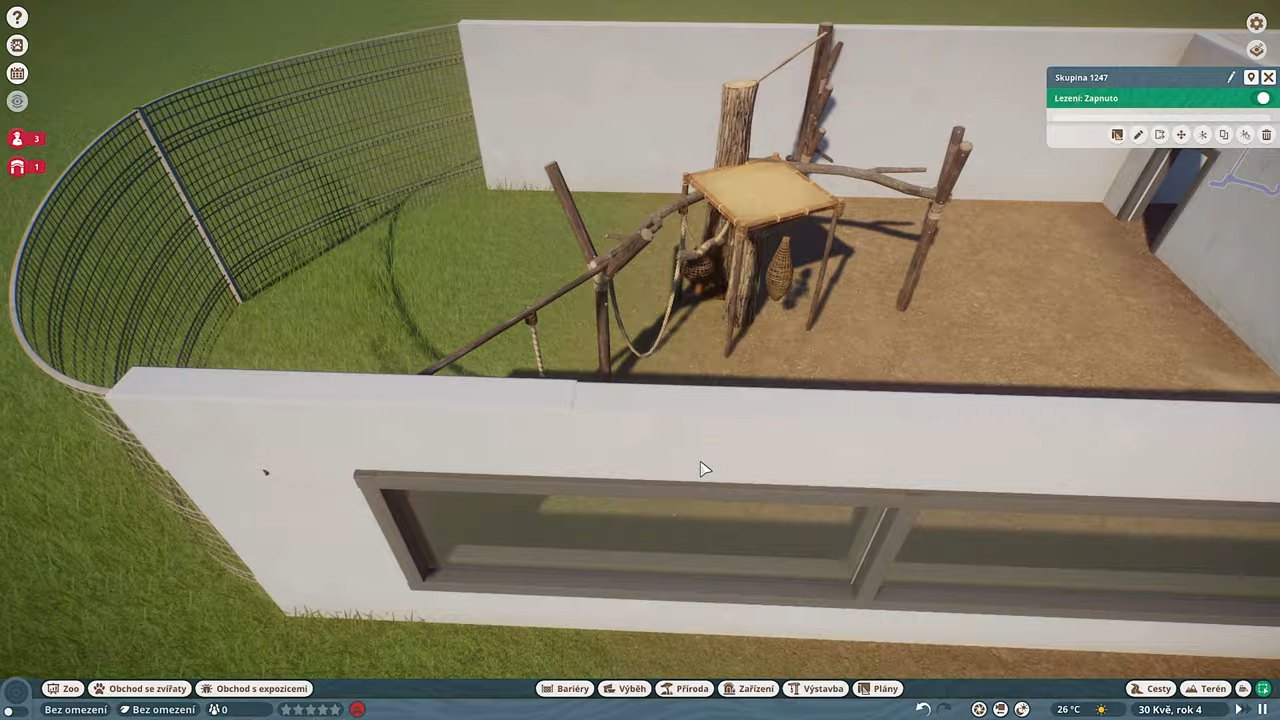 ?
Skupina 1247
Lezení: Zapnuto
3
1
Zoo
Obchod se zvířaty
Obchod s expozicemi
Bariéry
Výběh
Příroda
Zařízení
Výstavba
Plány
Cesty
Terén
Bez omezení
Bez omezení
0
26 °C
30 Kvě, rok 4